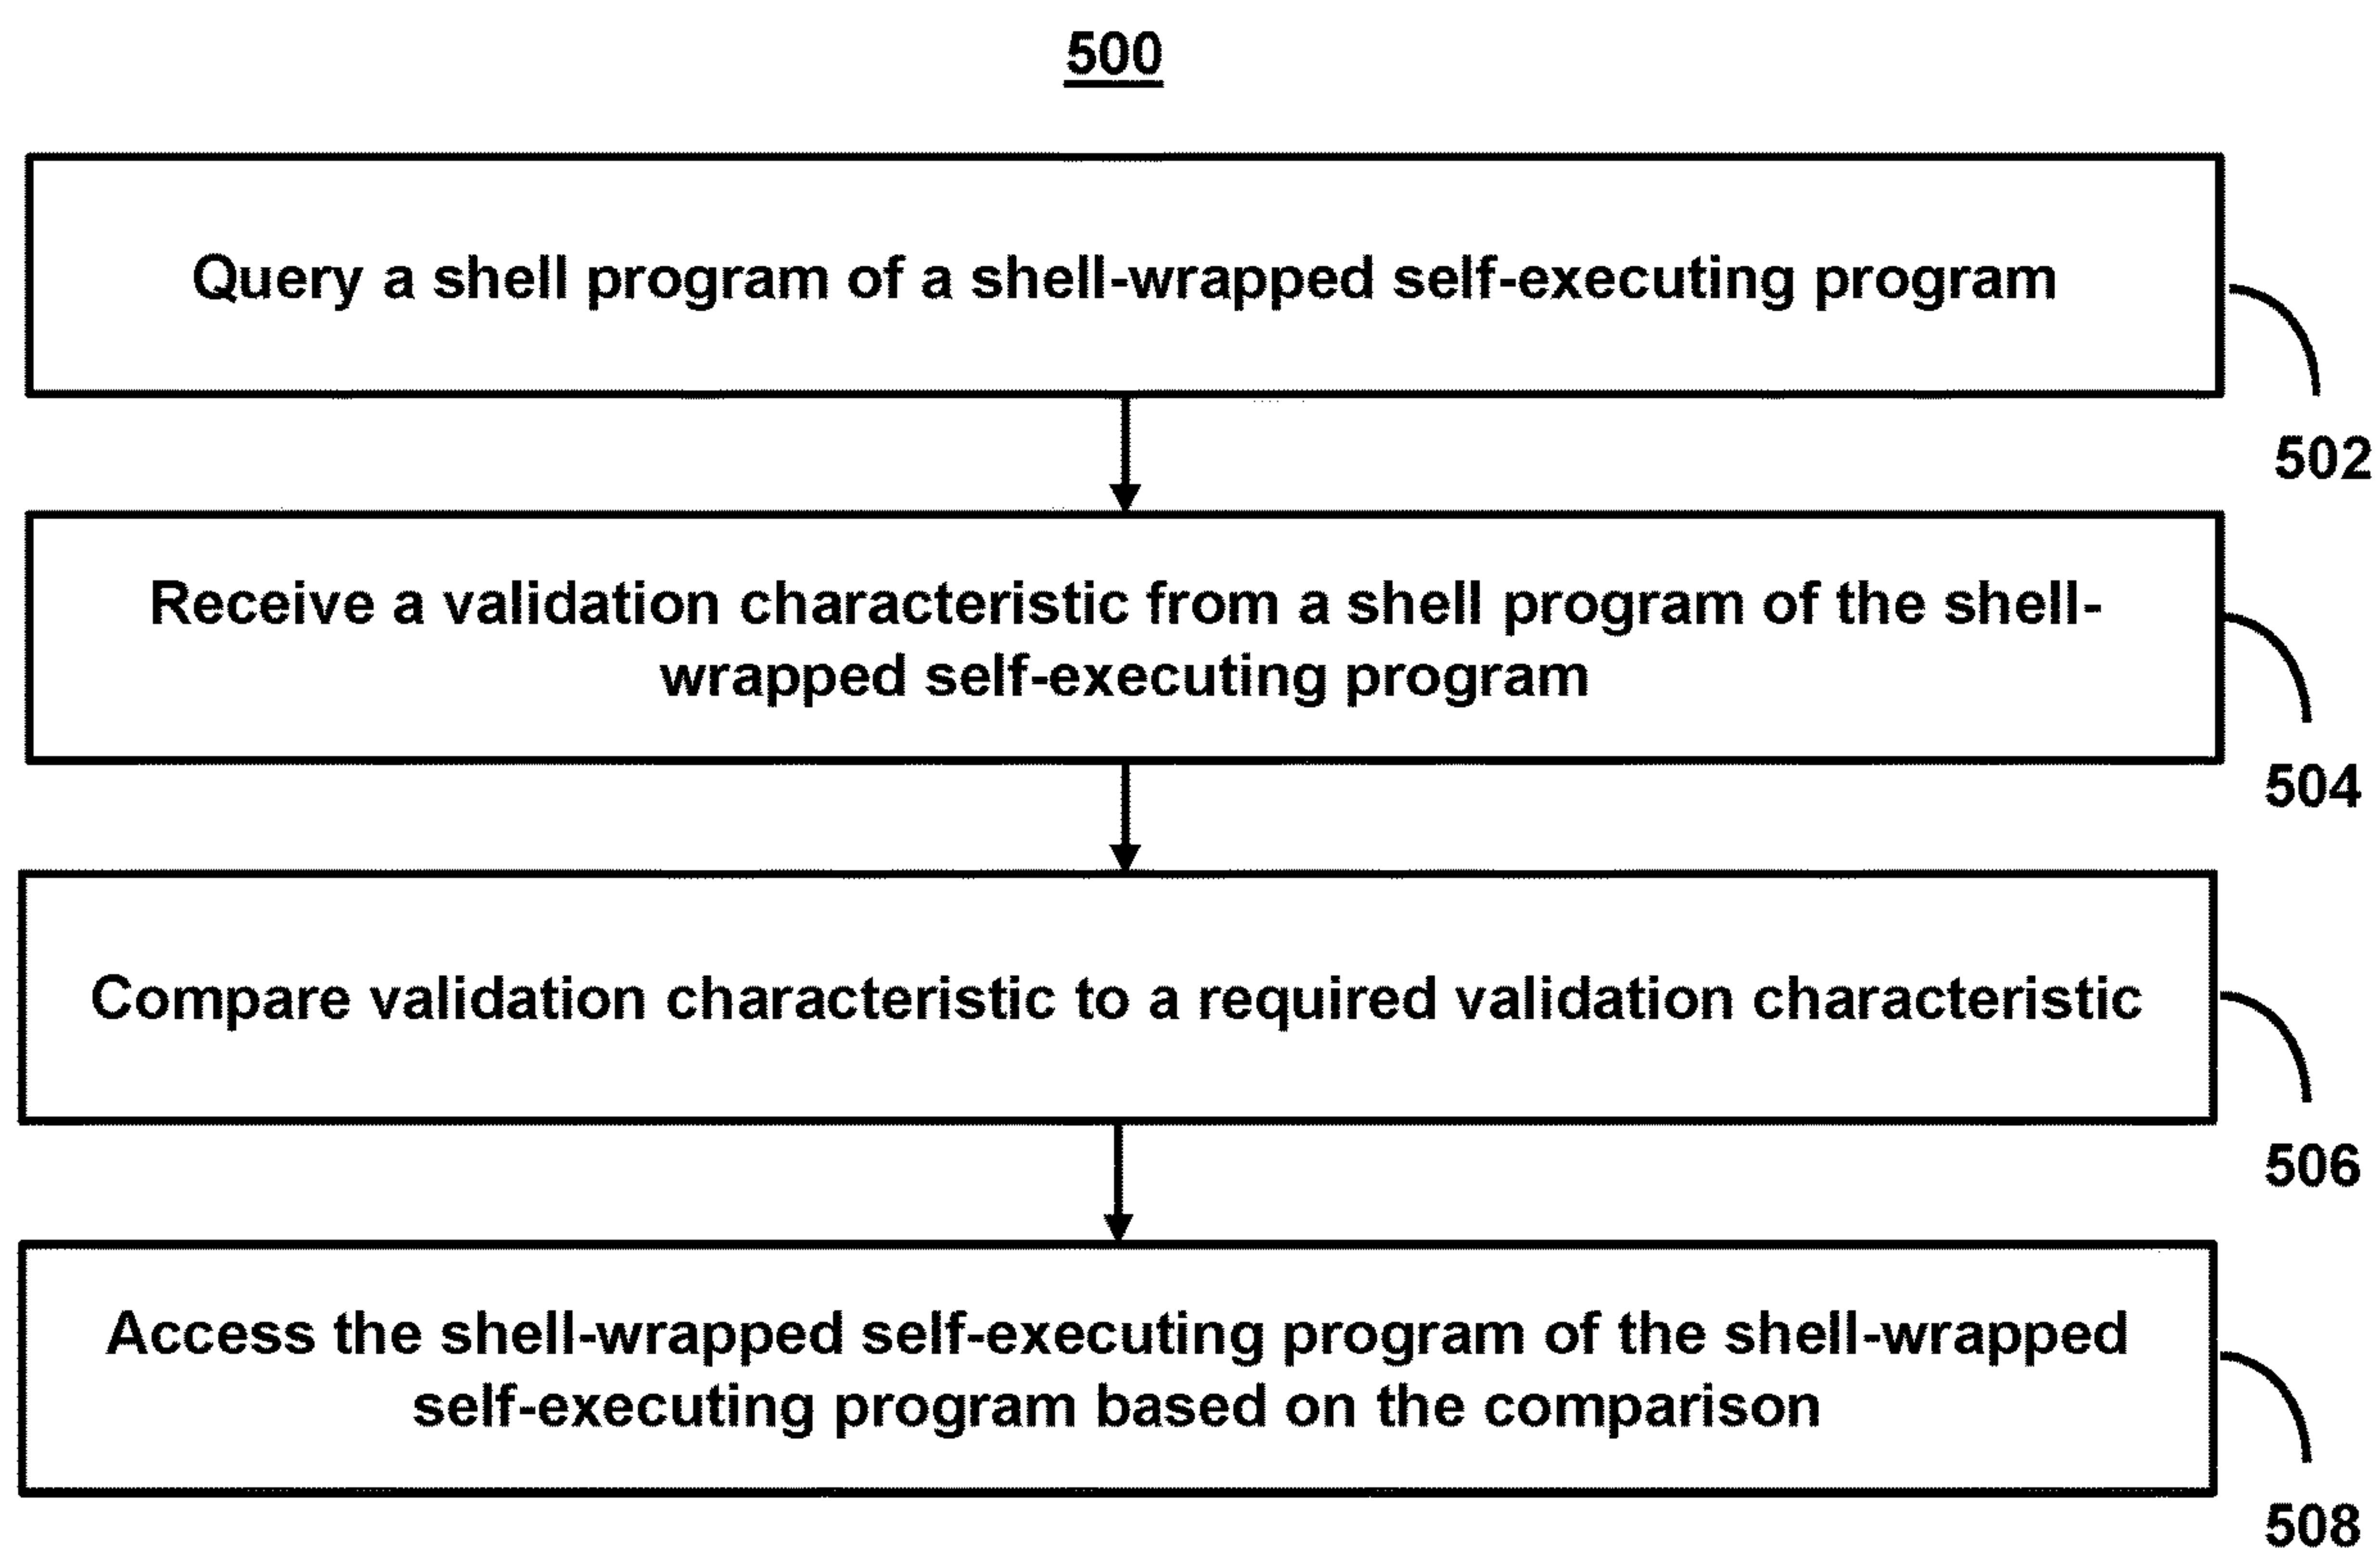 500
Query a shell program of a shell-wrapped self-executing program
502
Receive a validation characteristic from a shell program of the shell-
wrapped self-executing program
504
Compare validation characteristic to a required validation characteristic
506
Access the shell-wrapped self-executing program of the shell-wrapped
self-executing program based on the comparison
508